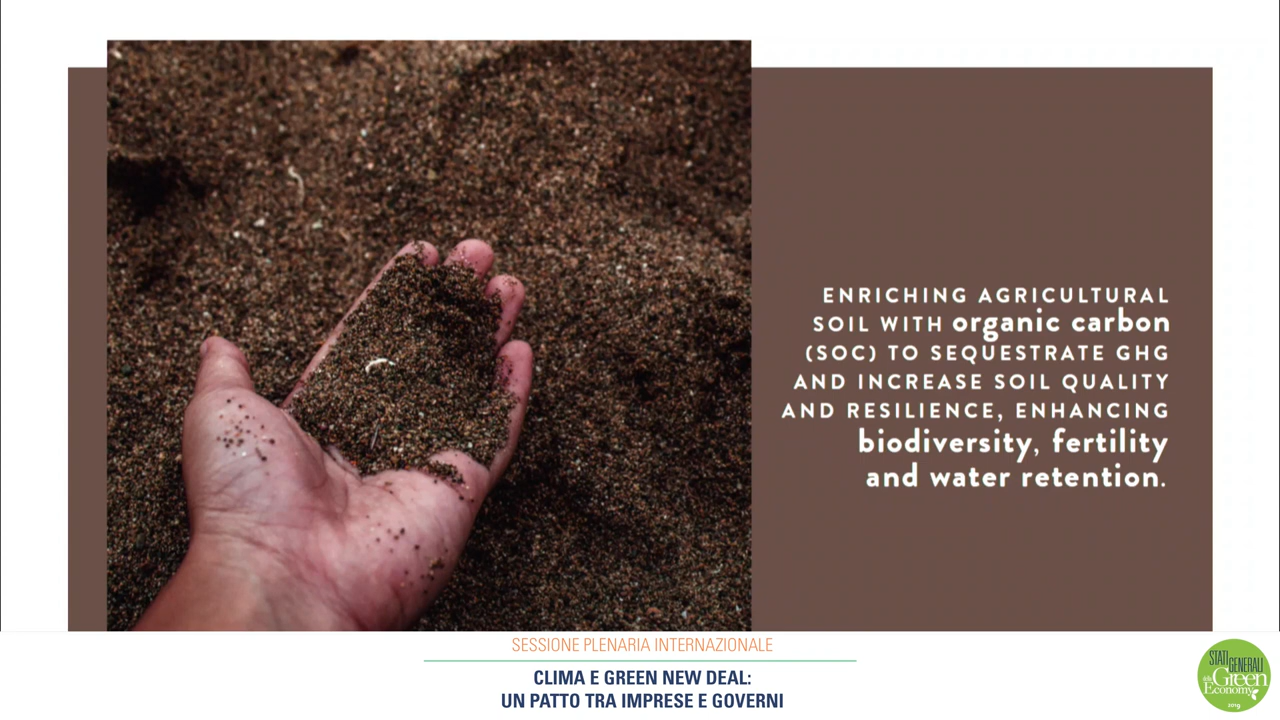 ENRICHING AGRICULTURAL
SOIL WITH organic carbon
(SOC) TO SEQUESTRATE GHG
AND INCREASE SOIL QUALITY
AND RESILIENCE, ENHANCING
biodiversity, fertility
and water retention.
SESSIONE PLENARIA INTERNAZIONALE
CLIMA E GREEN NEW DEAL:
UN PATTO TRA IMPRESE E GOVERNI
STATI GENERALI
della Green
Economy
2019